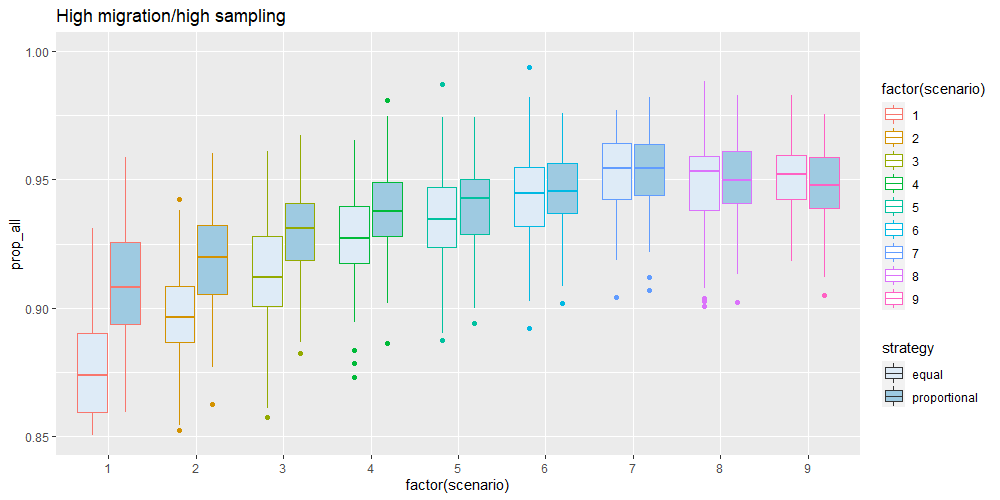 High migration/high sampling
1.00
0.95
0.90
0.85
prop_all
1 2 3 4 5 6 7 8 9
factor(scenario)
factor(scenario)
1
2
3
4
5
6
7
8
9
strategy
equal
proportional